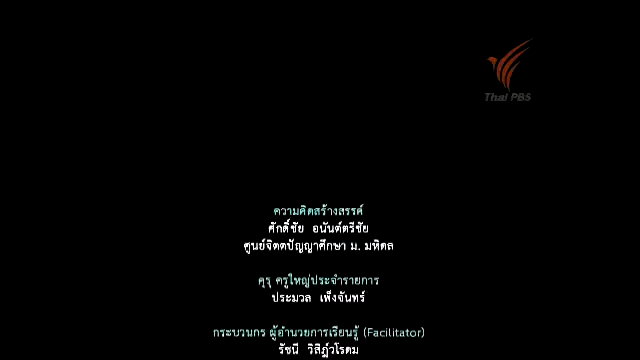 Thai PBS
ความคิดสร้างสรรค์
ศักดิ์ชัย อนันต์ตรีชัย
ศูนย์จิตตปัญญาศึกษา ม. มหิดล
คุรุ ครูใหญ่ประจำรายการ
ประมวล เพ็งจันทร์
กระบวนกร ผู้อำนวยการเรียนรู้ (Facilitator)
รัชนี วิสิฎฐ์วโรดม